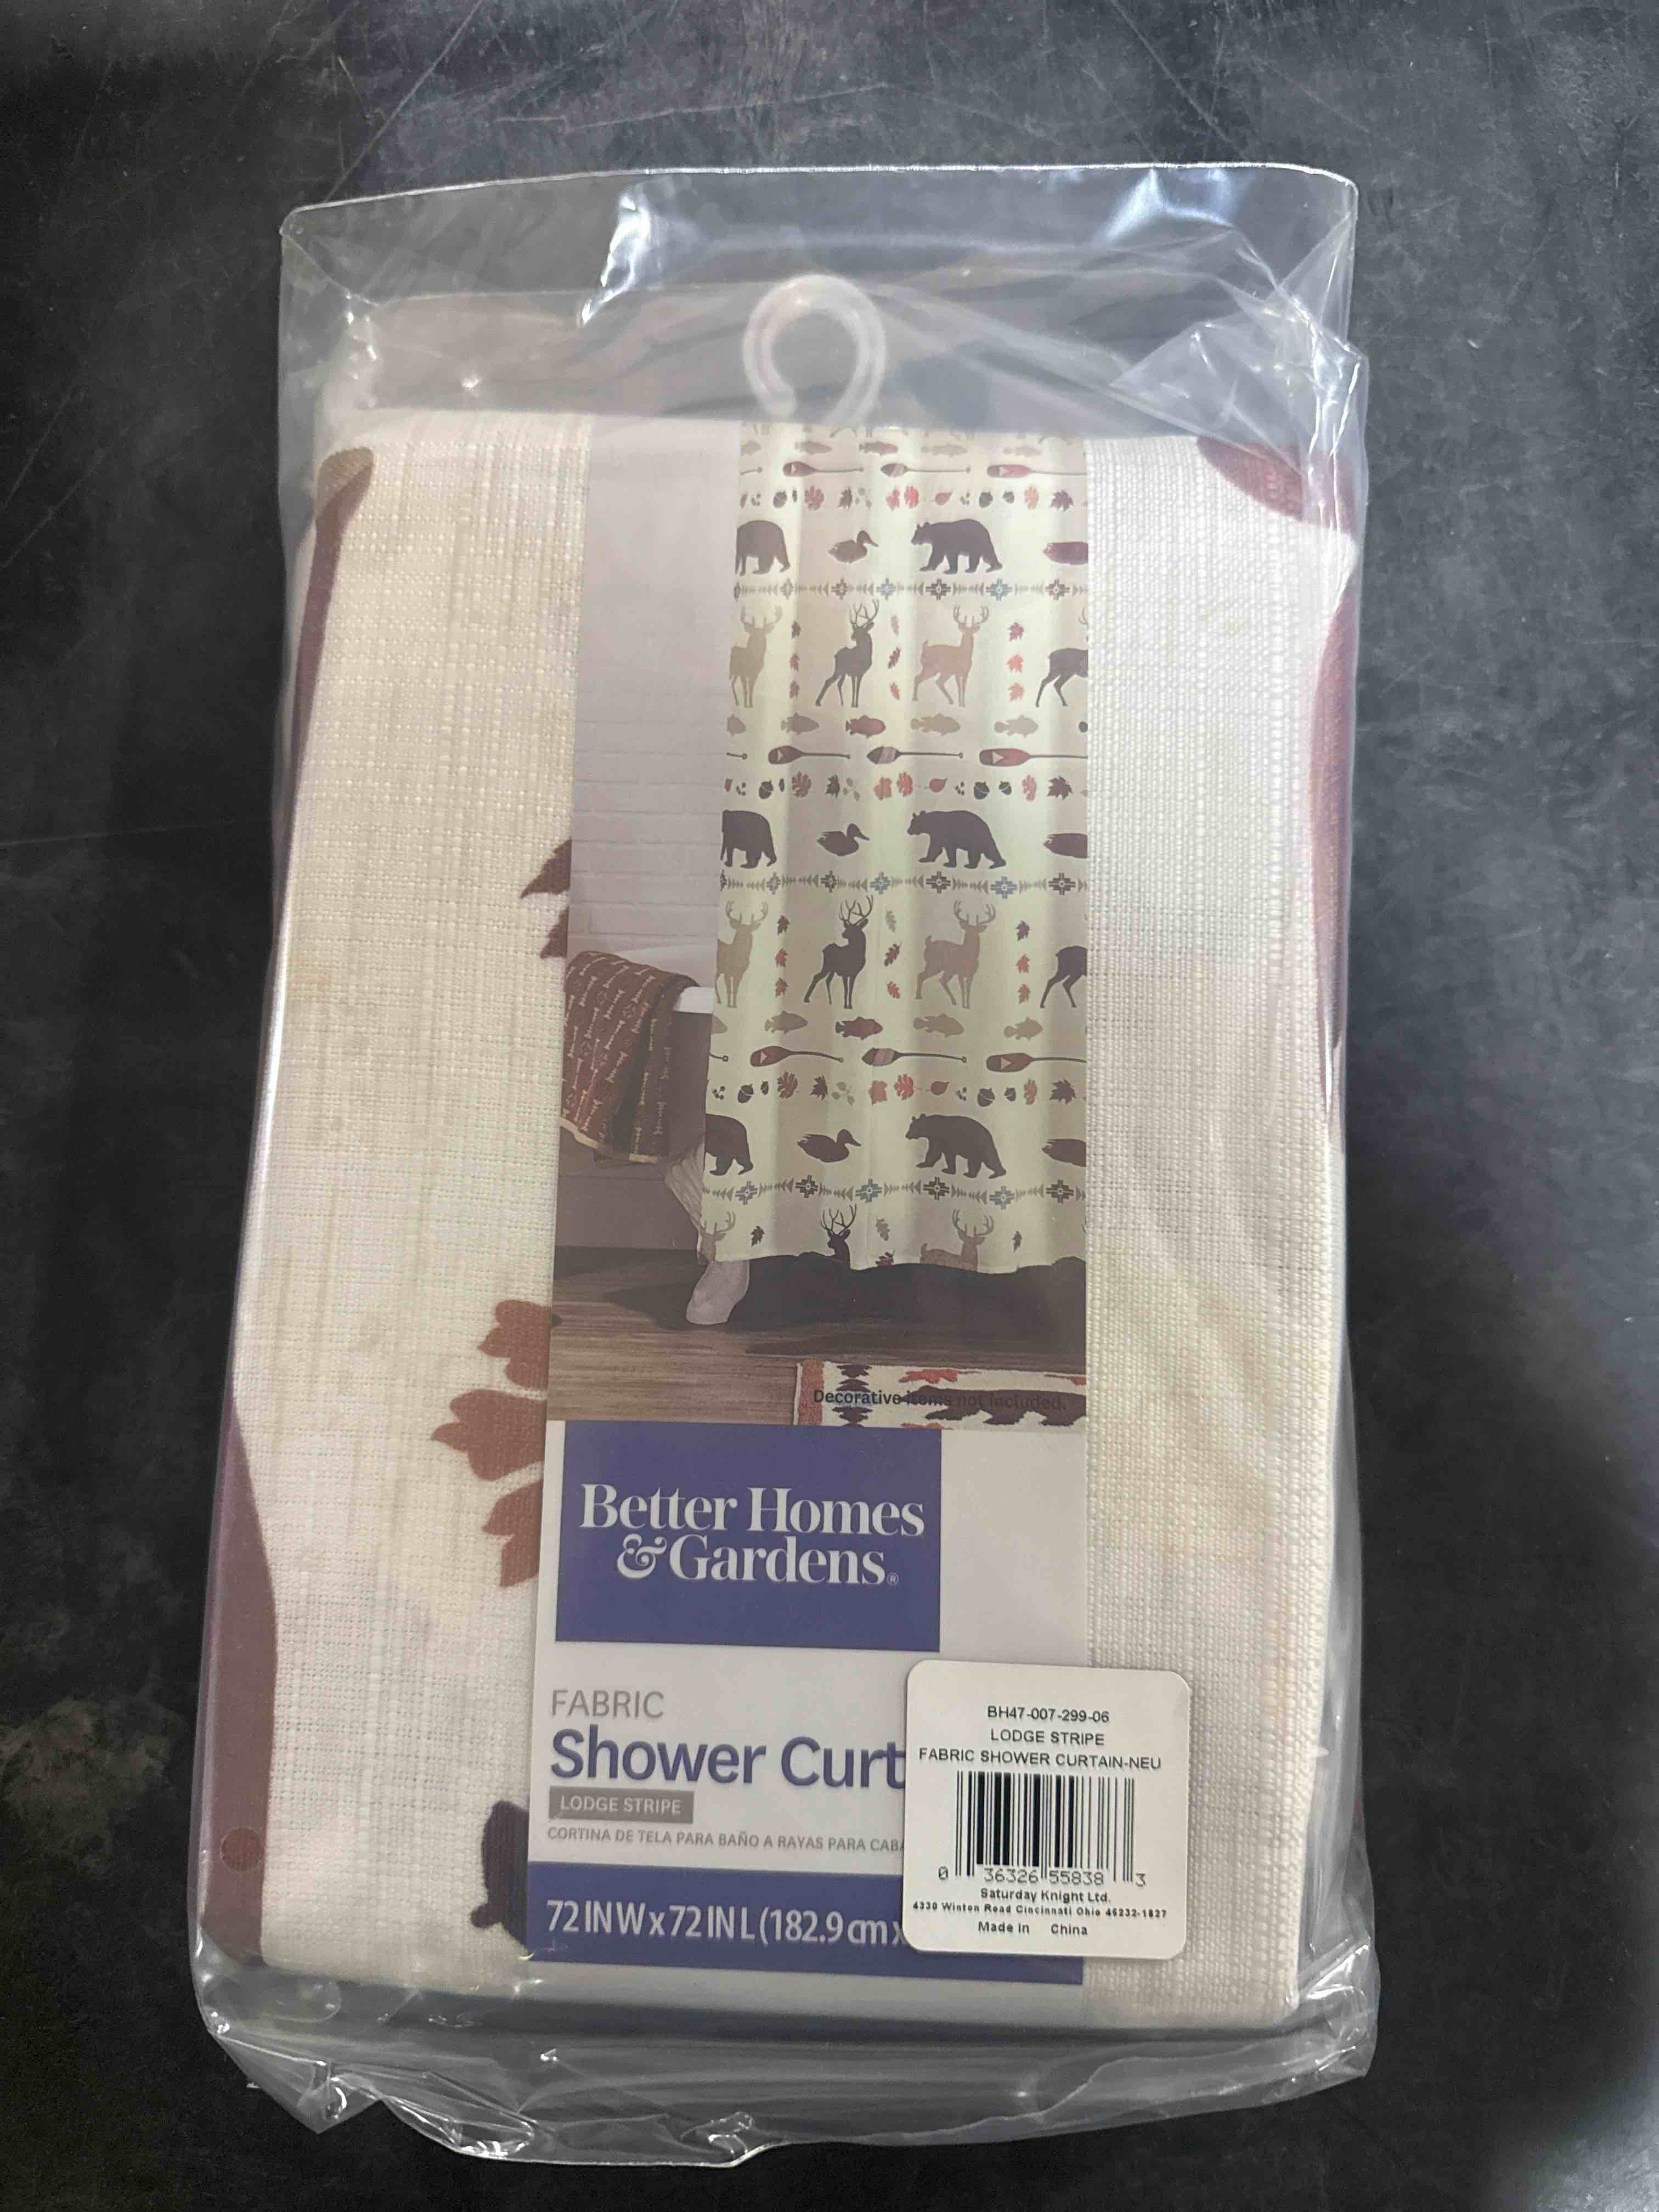 Decorative items not included.
Better Homes
&Gardens®
FABRIC
Shower Curt
LODGE STRIPE
CORTINA DE TELA PARA BAÑO A RAYAS PARA CABA
72 IN W x 72 IN L (182.9 cm x
BH47-007-299-06
LODGE STRIPE
FABRIC SHOWER CURTAIN-NEU
0 36326 55838 3
Saturday Knight Ltd.
4330 Winton Road Cincinnati Ohio 45232-1827
Made in China